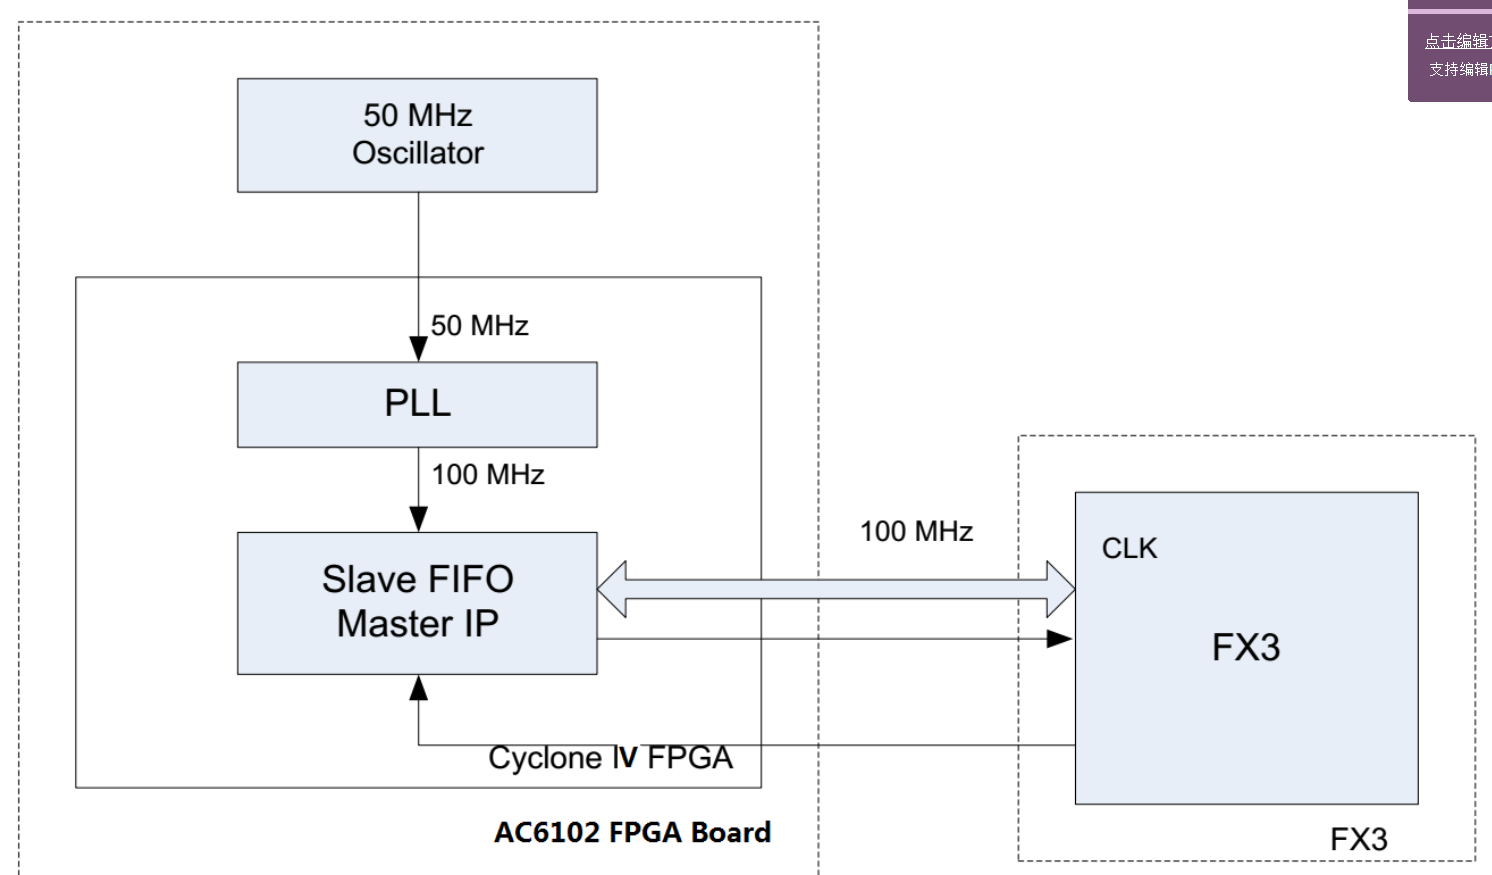 点击编辑
支持编辑
50 MHz
Oscillator
50 MHz
PLL
100 MHz
Slave FIFO
Master IP
100 MHz
CLK
FX3
Cyclone IV FPGA
AC6102 FPGA Board
FX3